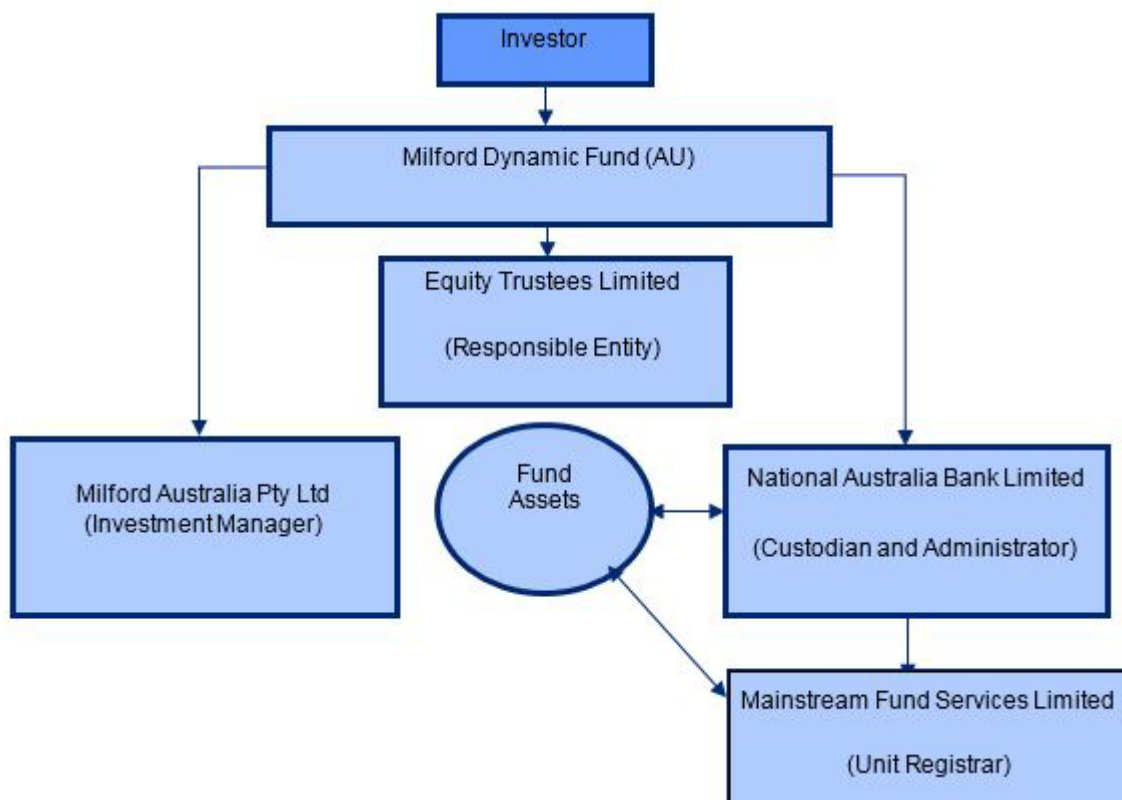 Investor
Milford Dynamic Fund (AU)
Equity Trustees Limited
(Responsible Entity)
Milford Australia Pty Ltd
(Investment Manager)
Fund
Assets
National Australia Bank Limited
(Custodian and Administrator)
Mainstream Fund Services Limited
(Unit Registrar)